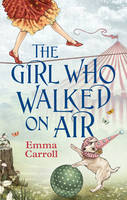 THE
GIRL WHO
WALKED
ON AIR
Emma
Carroll